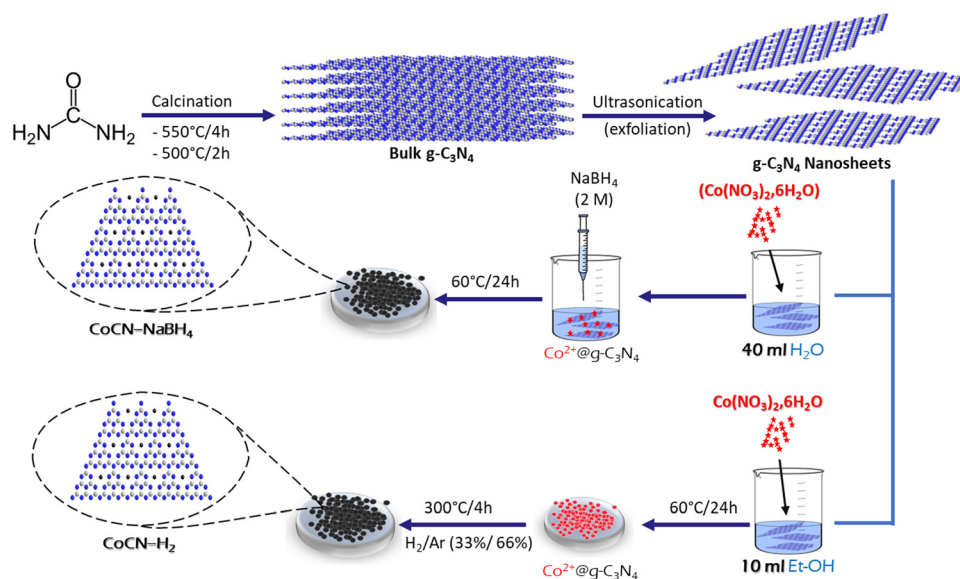 O
C
H₂N NH₂
Calcination
- 550°C/4h
- 500°C/2h
Bulk g-C₃N₄
Ultrasonication
(exfoliation)
g-C₃N₄ Nanosheets
CoCN–NaBH₄
60°C/24h
NaBH₄
(2 M)
Co²⁺@g-C₃N₄
(Co(NO₃)₂,6H₂O)
40 ml H₂O
CoCN–H₂
300°C/4h
H₂/Ar (33%/ 66%)
Co²⁺@g-C₃N₄
60°C/24h
Co(NO₃)₂,6H₂O
10 ml Et-OH